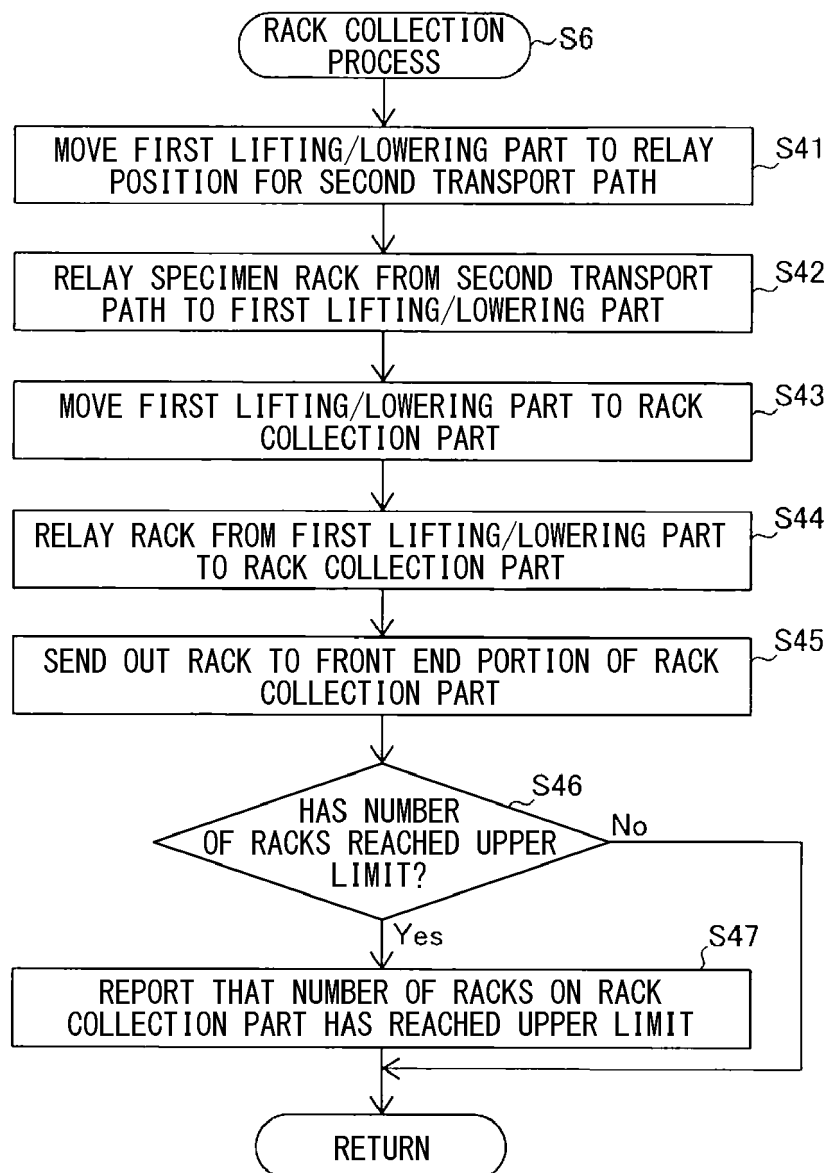 RACK COLLECTION
PROCESS
S6
MOVE FIRST LIFTING/LOWERING PART TO RELAY
POSITION FOR SECOND TRANSPORT PATH
S41
RELAY SPECIMEN RACK FROM SECOND TRANSPORT
PATH TO FIRST LIFTING/LOWERING PART
S42
MOVE FIRST LIFTING/LOWERING PART TO RACK
COLLECTION PART
S43
RELAY RACK FROM FIRST LIFTING/LOWERING PART
TO RACK COLLECTION PART
S44
SEND OUT RACK TO FRONT END PORTION OF RACK
COLLECTION PART
S45
HAS NUMBER
OF RACKS REACHED UPPER
LIMIT?
S46
No
Yes
REPORT THAT NUMBER OF RACKS ON RACK
COLLECTION PART HAS REACHED UPPER LIMIT
S47
RETURN